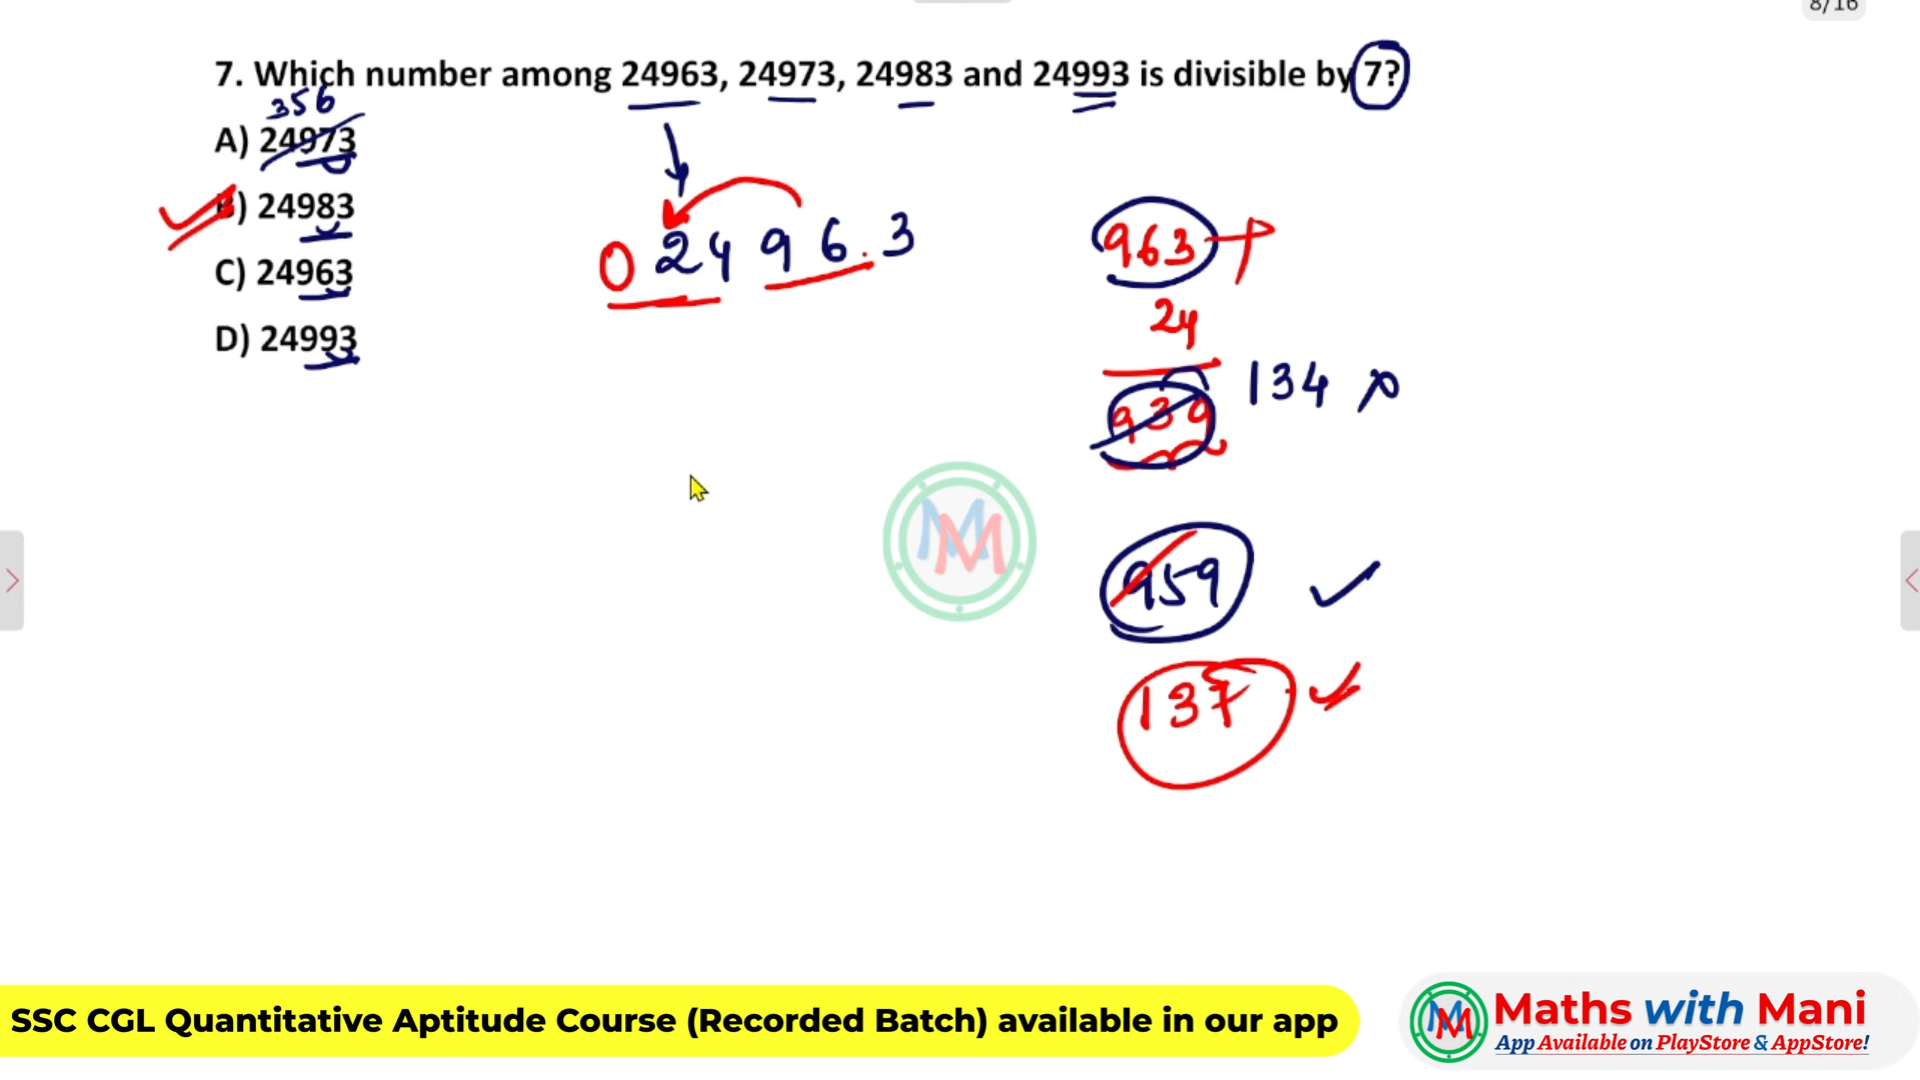 8/16
7. Which number among 24963, 24973, 24983 and 24993 is divisible by 7?
356
A) 24973
B) 24983
C) 24963
D) 24993
0 2 4 9 6 . 3
963
24
939
134
959
137
MM
SSC CGL Quantitative Aptitude Course (Recorded Batch) available in our app
MM
Maths with Mani
App Available on PlayStore & AppStore!